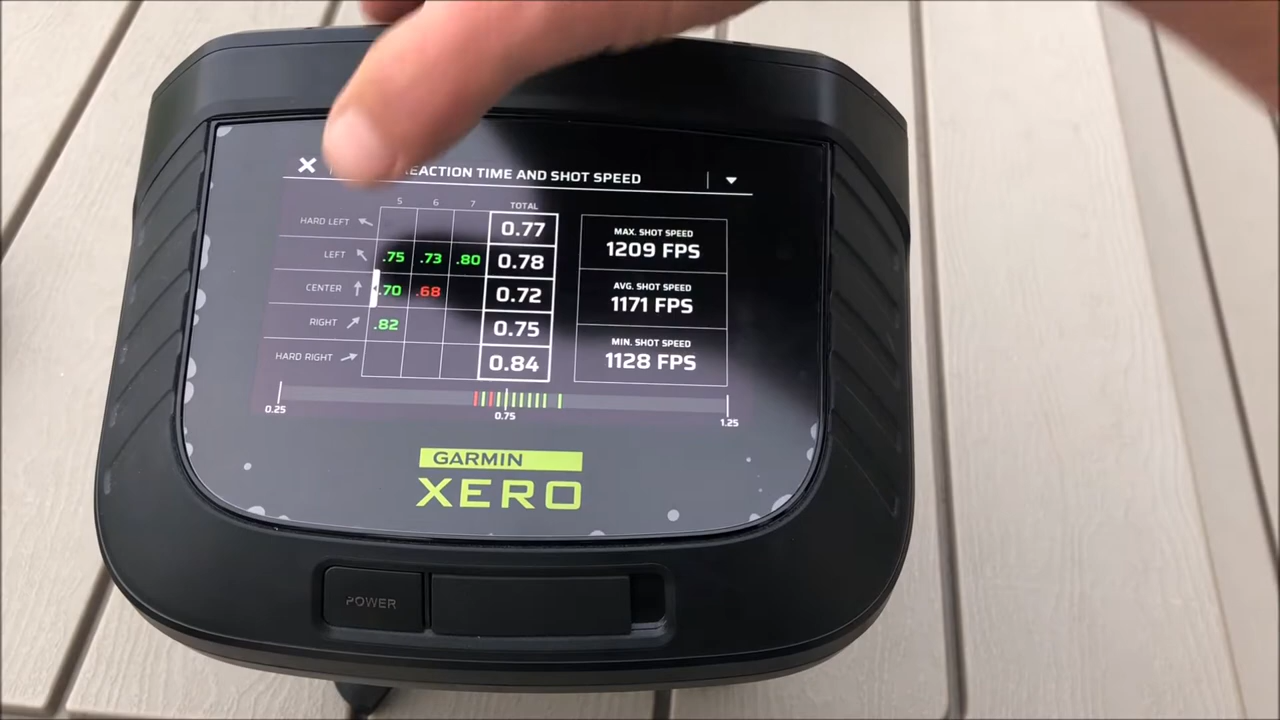 REACTION TIME AND SHOT SPEED
5 6 7 TOTAL
HARD LEFT 0.77
LEFT .75 .73 .80 0.78
CENTER .70 .68 0.72
RIGHT .82 0.75
HARD RIGHT 0.84
MAX. SHOT SPEED
1209 FPS
AVG. SHOT SPEED
1171 FPS
MIN. SHOT SPEED
1128 FPS
0.25 0.75 1.25
GARMIN
XERO
POWER